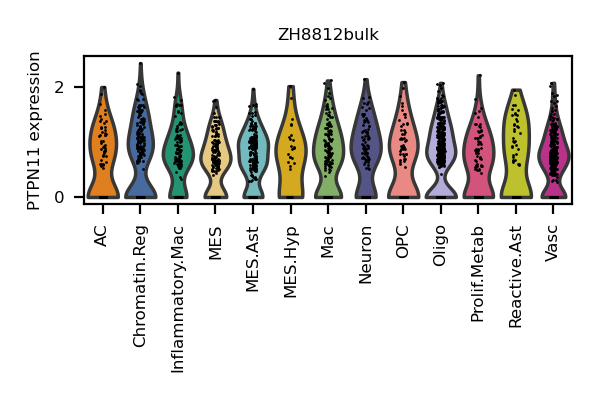 ZH8812bulk
PTPN11 expression
2
0
AC
Chromatin.Reg
Inflammatory.Mac
MES
MES.Ast
MES.Hyp
Mac
Neuron
OPC
Oligo
Prolif.Metab
Reactive.Ast
Vasc